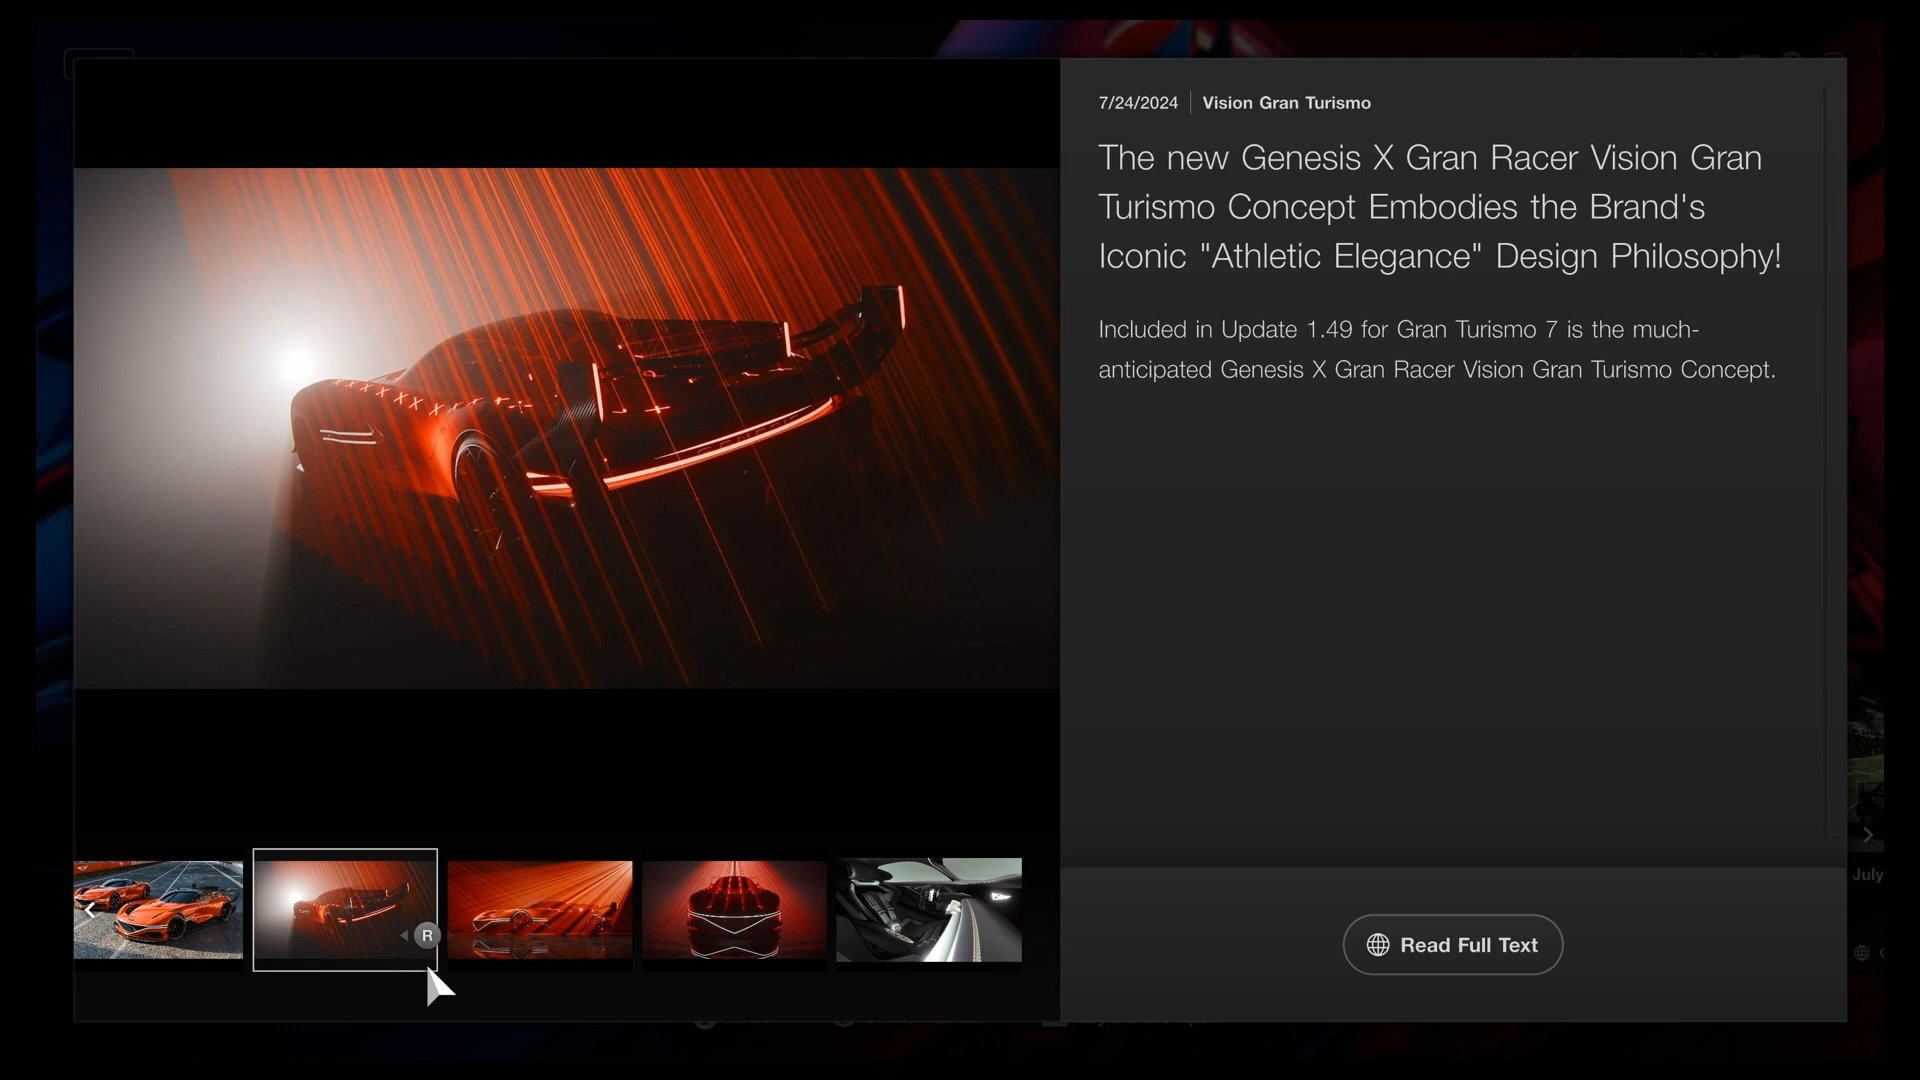 7/24/2024 Vision Gran Turismo
The new Genesis X Gran Racer Vision Gran
Turismo Concept Embodies the Brand's
Iconic "Athletic Elegance" Design Philosophy!
Included in Update 1.49 for Gran Turismo 7 is the much-
anticipated Genesis X Gran Racer Vision Gran Turismo Concept.
July
R
Read Full Text